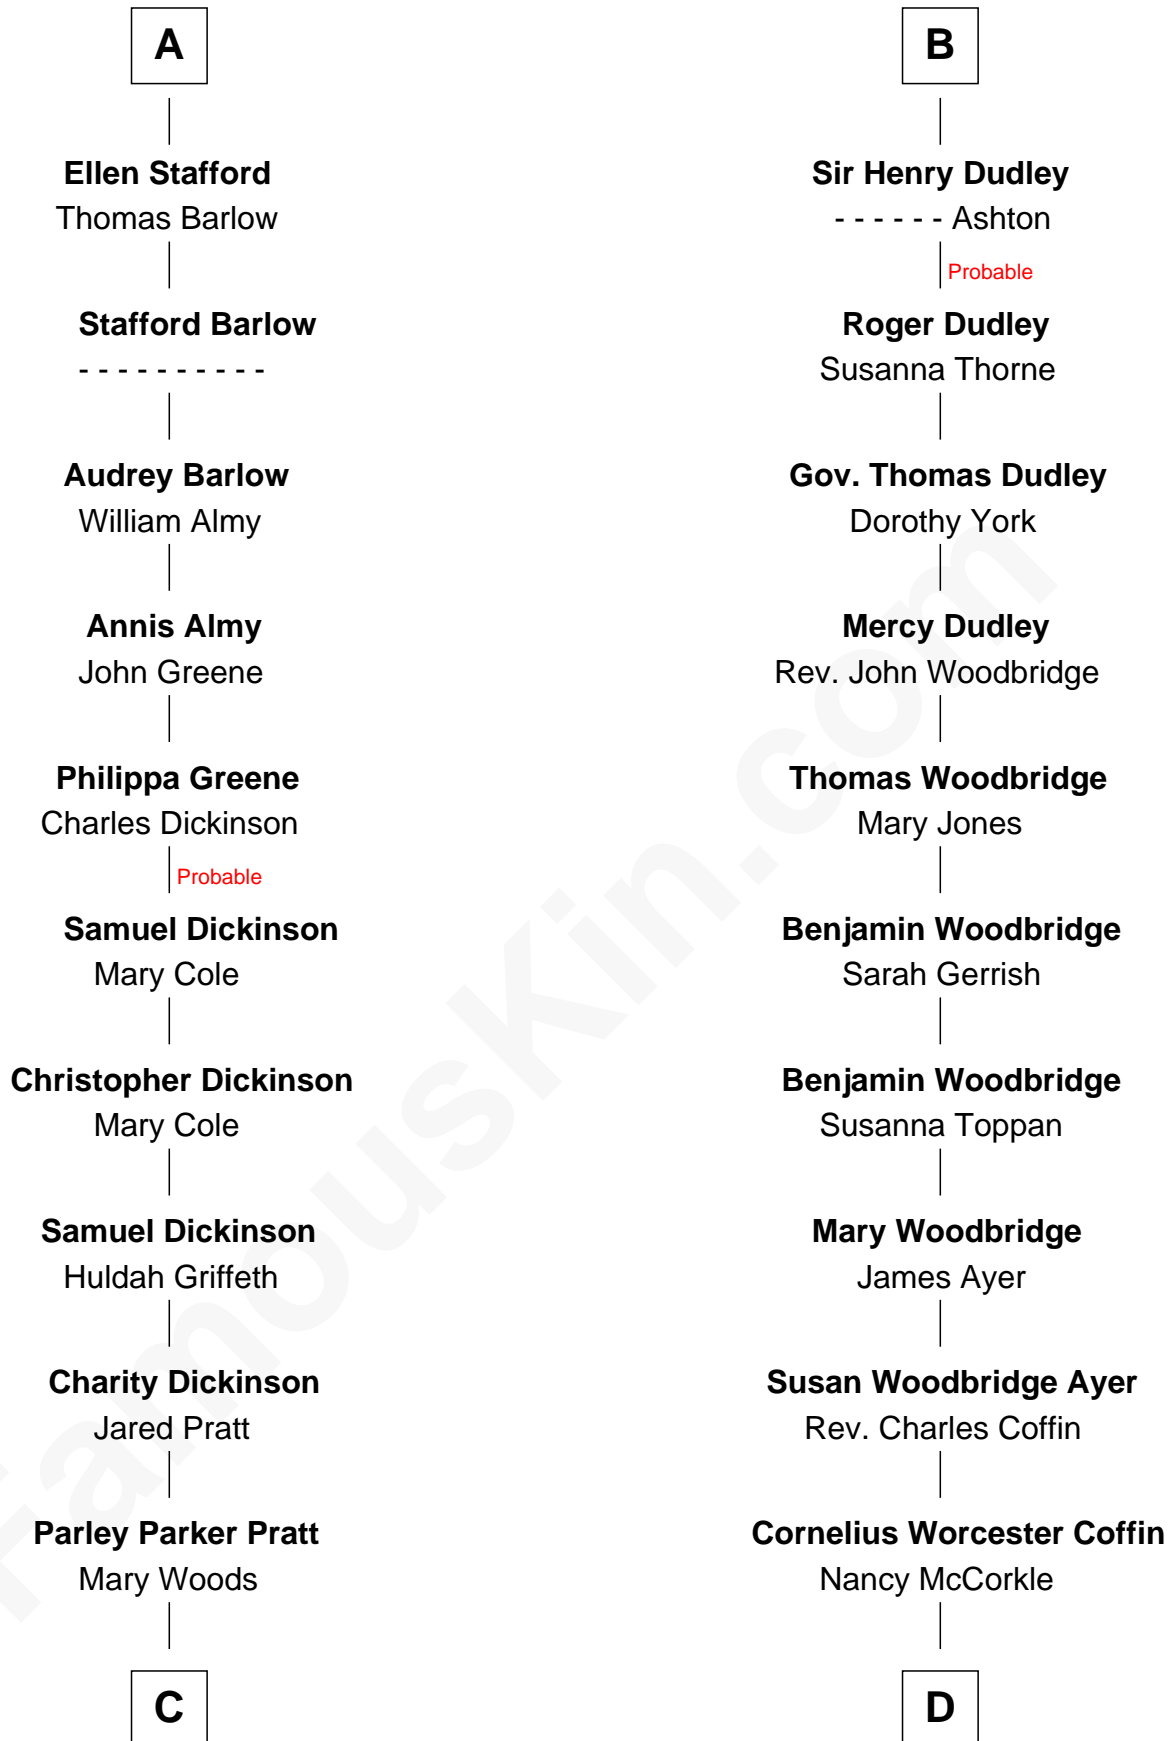 A
Ellen Stafford
Thomas Barlow
Stafford Barlow
- - - - - - - - - -
Audrey Barlow
William Almy
Annis Almy
John Greene
Philippa Greene
Charles Dickinson
Probable
Samuel Dickinson
Mary Cole
Christopher Dickinson
Mary Cole
Samuel Dickinson
Huldah Griffeth
Charity Dickinson
Jared Pratt
Parley Parker Pratt
Mary Woods
C
B
Sir Henry Dudley
- - - - - - Ashton
Probable
Roger Dudley
Susanna Thorne
Gov. Thomas Dudley
Dorothy York
Mercy Dudley
Rev. John Woodbridge
Thomas Woodbridge
Mary Jones
Benjamin Woodbridge
Sarah Gerrish
Benjamin Woodbridge
Susanna Toppan
Mary Woodbridge
James Ayer
Susan Woodbridge Ayer
Rev. Charles Coffin
Cornelius Worcester Coffin
Nancy McCorkle
D
FamousKin.com